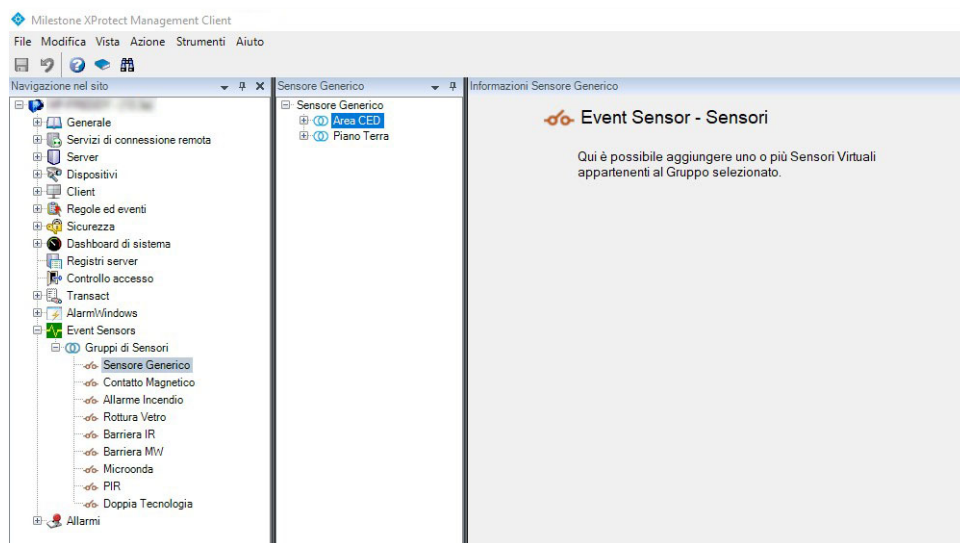 Milestone XProtect Management Client
File Modifica Vista Azione Strumenti Aiuto
Navigazione nel sito
Generale
Servizi di connessione remota
Server
Dispositivi
Client
Regole ed eventi
Sicurezza
Dashboard di sistema
Registri server
Controllo accesso
Transact
AlarmWindows
Event Sensors
Gruppi di Sensori
Sensore Generico
Contatto Magnetico
Allarme Incendio
Rottura Vetro
Barriera IR
Barriera MW
Microonda
PIR
Doppia Tecnologia
Allarmi
Sensore Generico
Sensore Generico
Area CED
Piano Terra
Informazioni Sensore Generico
Event Sensor - Sensori
Qui è possibile aggiungere uno o più Sensori Virtuali
appartenenti al Gruppo selezionato.